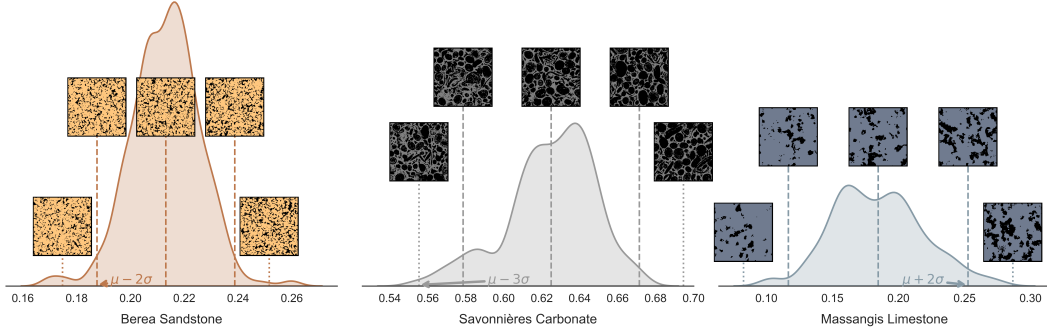 μ − 2σ
μ − 3σ
μ + 2σ
0.16 0.18 0.20 0.22 0.24 0.26
0.54 0.56 0.58 0.60 0.62 0.64 0.66 0.68 0.70
0.10 0.15 0.20 0.25 0.30
Berea Sandstone
Savonnières Carbonate
Massangis Limestone